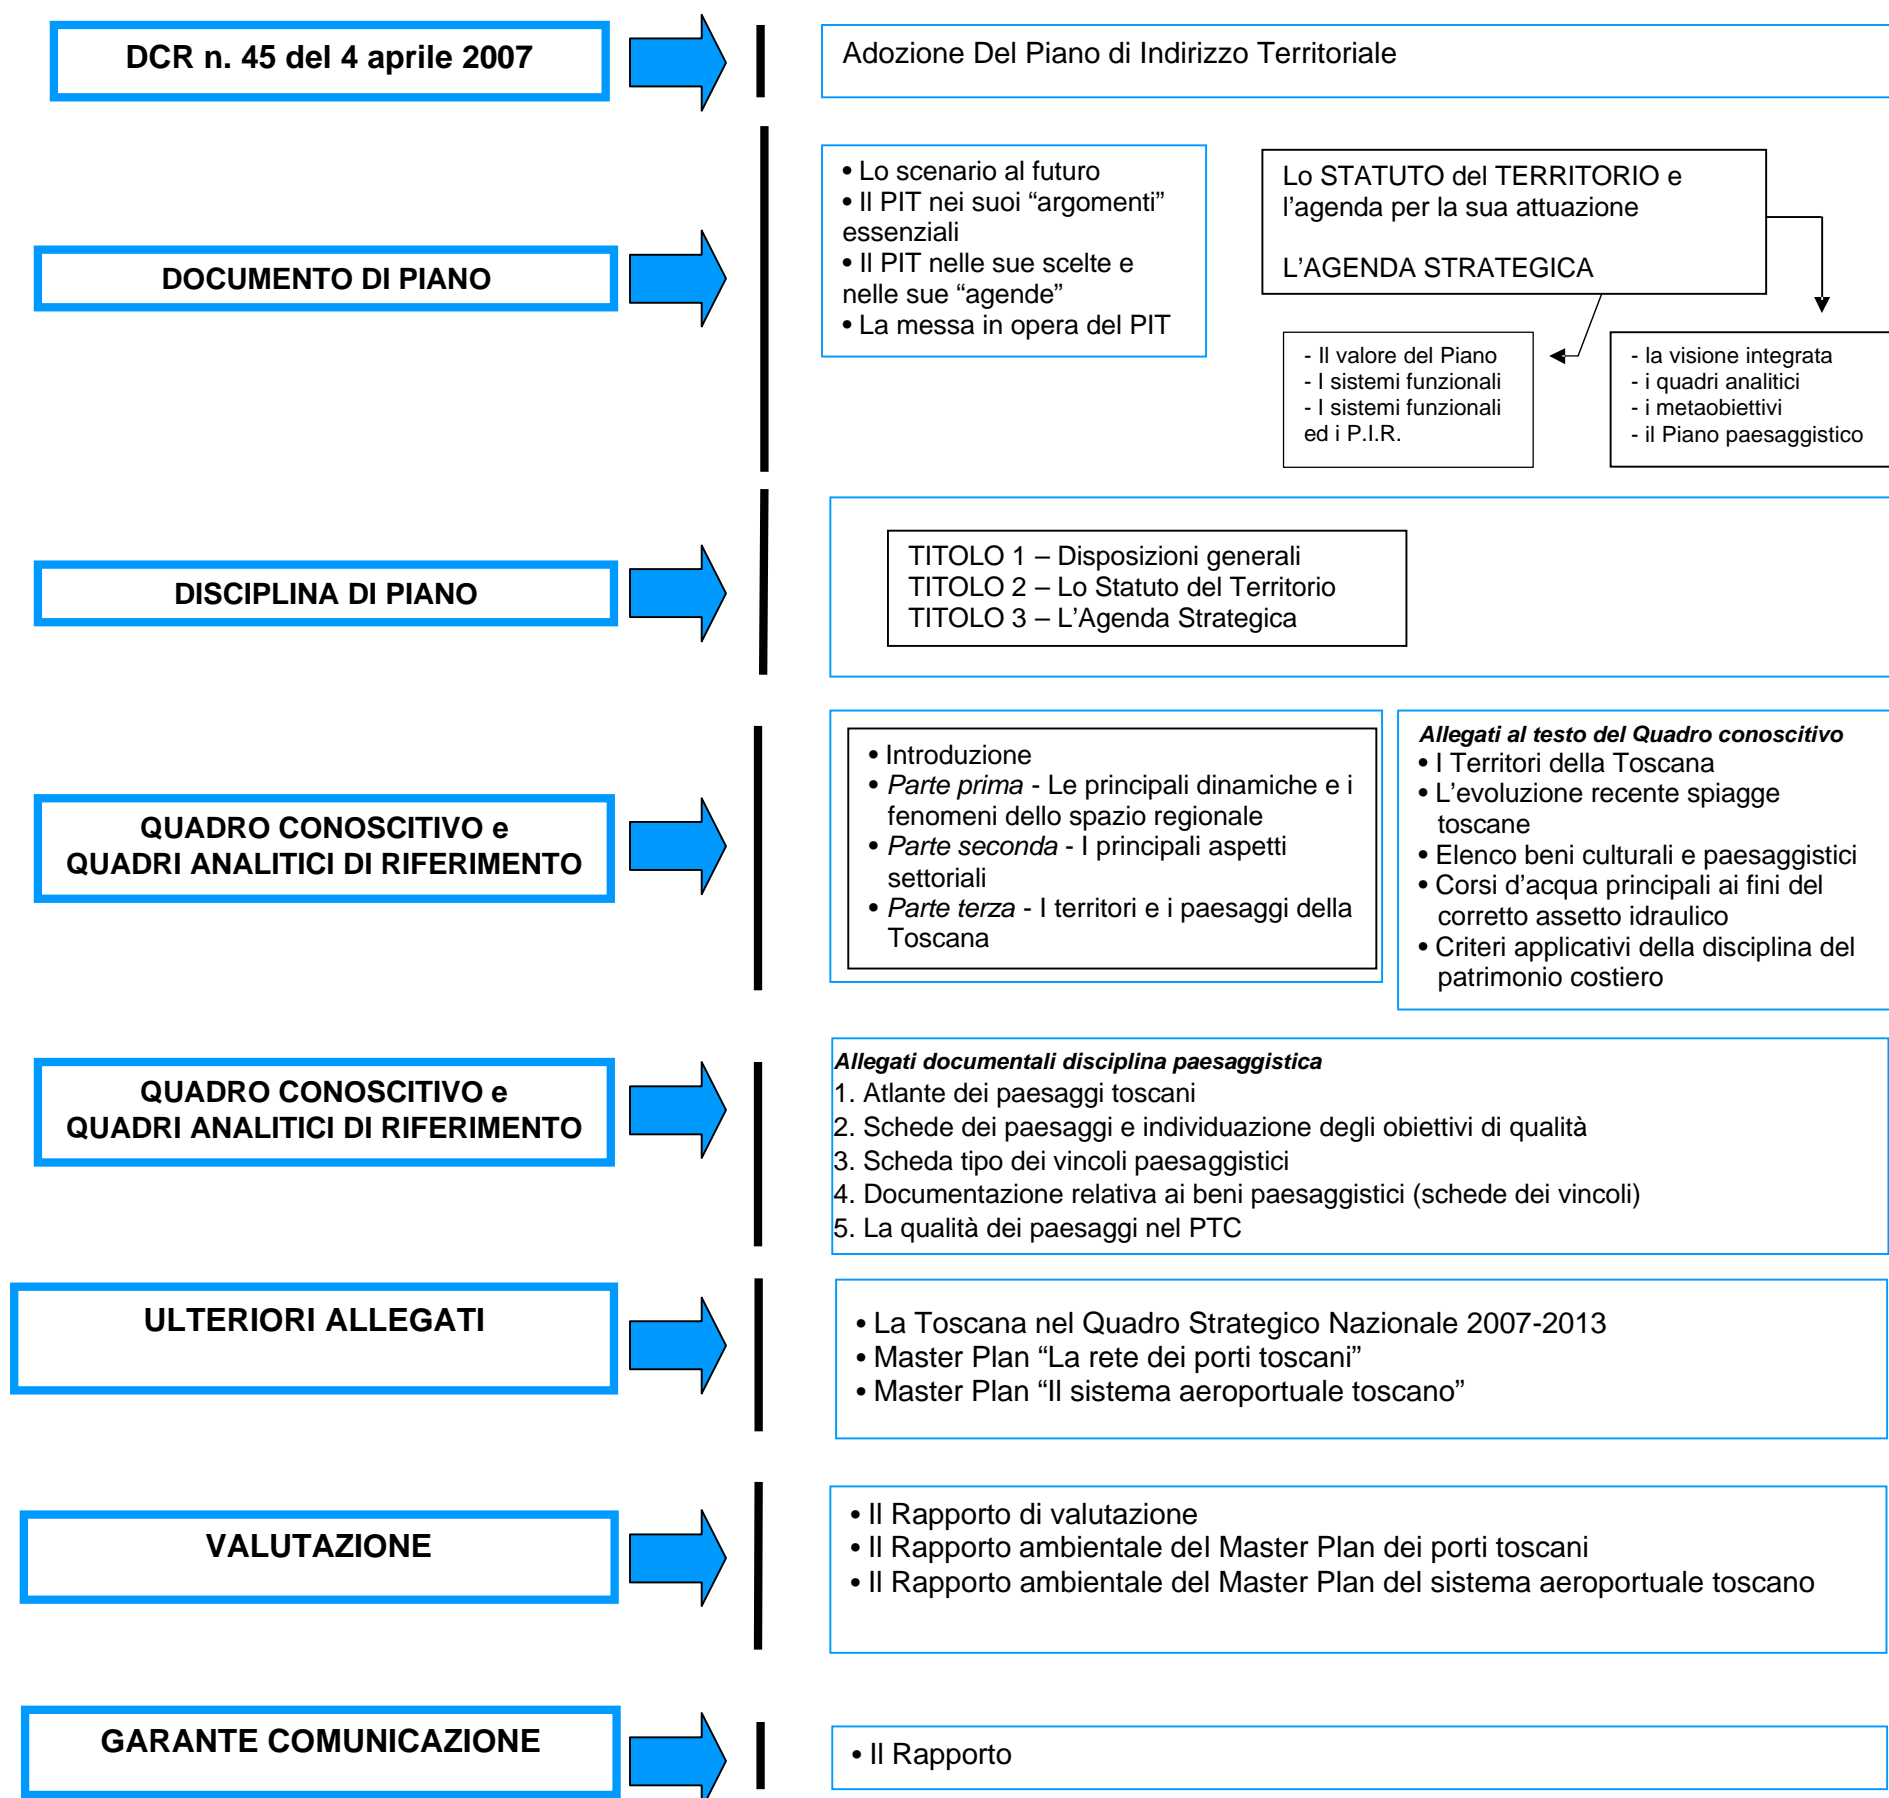 DCR n. 45 del 4 aprile 2007
Adozione Del Piano di Indirizzo Territoriale
DOCUMENTO DI PIANO
• Lo scenario al futuro
• Il PIT nei suoi “argomenti”
essenziali
• Il PIT nelle sue scelte e
nelle sue “agende”
• La messa in opera del PIT
Lo STATUTO del TERRITORIO e
l’agenda per la sua attuazione
L’AGENDA STRATEGICA
- Il valore del Piano
- I sistemi funzionali
- I sistemi funzionali
ed i P.I.R.
- la visione integrata
- i quadri analitici
- i metaobiettivi
- il Piano paesaggistico
DISCIPLINA DI PIANO
TITOLO 1 – Disposizioni generali
TITOLO 2 – Lo Statuto del Territorio
TITOLO 3 – L’Agenda Strategica
QUADRO CONOSCITIVO e
QUADRI ANALITICI DI RIFERIMENTO
• Introduzione
• Parte prima - Le principali dinamiche e i
fenomeni dello spazio regionale
• Parte seconda - I principali aspetti
settoriali
• Parte terza - I territori e i paesaggi della
Toscana
Allegati al testo del Quadro conoscitivo
• I Territori della Toscana
• L’evoluzione recente spiagge
toscane
• Elenco beni culturali e paesaggistici
• Corsi d’acqua principali ai fini del
corretto assetto idraulico
• Criteri applicativi della disciplina del
patrimonio costiero
QUADRO CONOSCITIVO e
QUADRI ANALITICI DI RIFERIMENTO
Allegati documentali disciplina paesaggistica
1. Atlante dei paesaggi toscani
2. Schede dei paesaggi e individuazione degli obiettivi di qualità
3. Scheda tipo dei vincoli paesaggistici
4. Documentazione relativa ai beni paesaggistici (schede dei vincoli)
5. La qualità dei paesaggi nel PTC
ULTERIORI ALLEGATI
• La Toscana nel Quadro Strategico Nazionale 2007-2013
• Master Plan “La rete dei porti toscani”
• Master Plan “Il sistema aeroportuale toscano”
VALUTAZIONE
• Il Rapporto di valutazione
• Il Rapporto ambientale del Master Plan dei porti toscani
• Il Rapporto ambientale del Master Plan del sistema aeroportuale toscano
GARANTE COMUNICAZIONE
• Il Rapporto